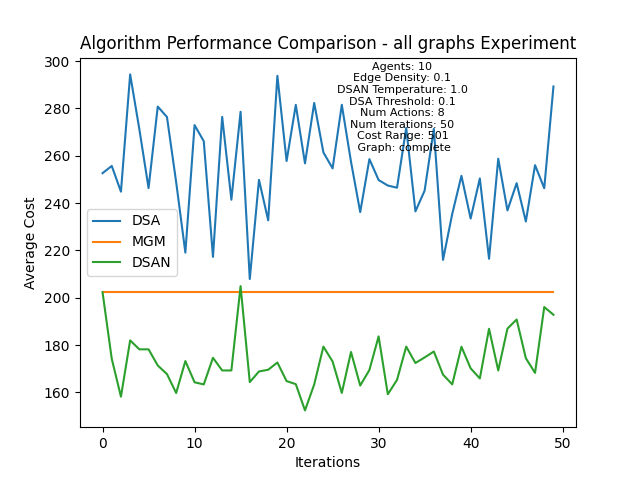 Algorithm Performance Comparison - all graphs Experiment
Agents: 10
Edge Density: 0.1
DSAN Temperature: 1.0
DSA Threshold: 0.1
Num Actions: 8
Num Iterations: 50
Cost Range: 501
Graph: complete
300
280
260
240
220
200
180
160
Average Cost
DSA
MGM
DSAN
0
10
20
30
40
50
Iterations